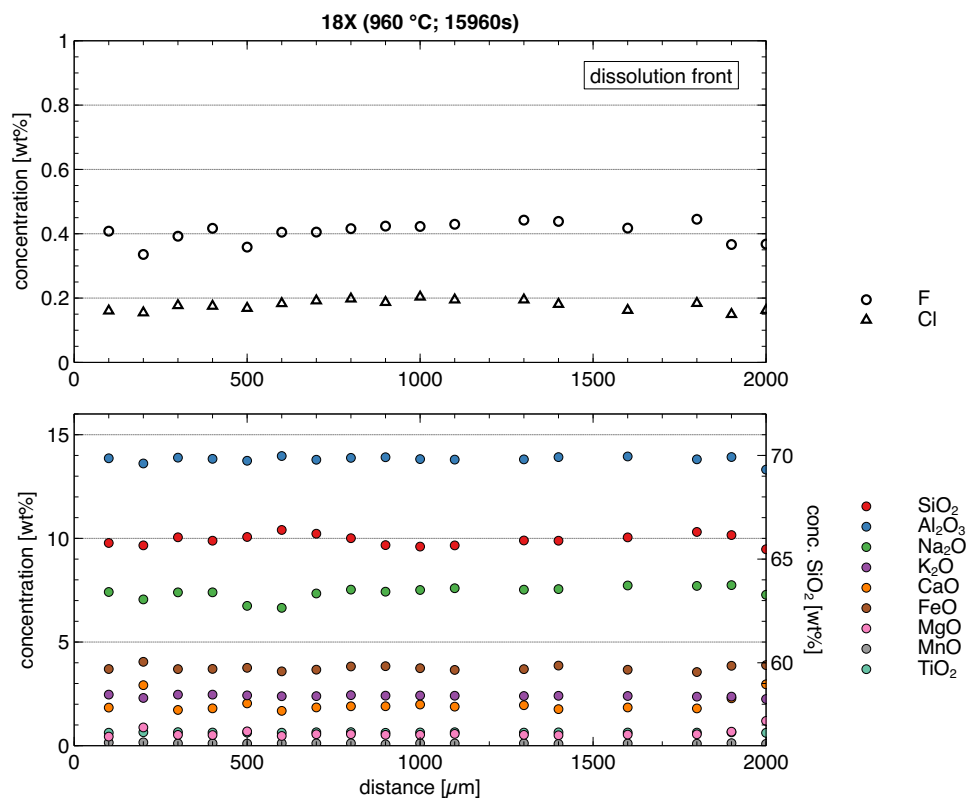 18X (960 °C; 15960s)
1
0.8
0.6
0.4
0.2
0
concentration [wt%]
dissolution front
0 500 1000 1500 2000
F
Cl
15
10
5
0
concentration [wt%]
70
65
60
conc. SiO₂ [wt%]
0 500 1000 1500 2000
distance [µm]
SiO₂
Al₂O₃
Na₂O
K₂O
CaO
FeO
MgO
MnO
TiO₂